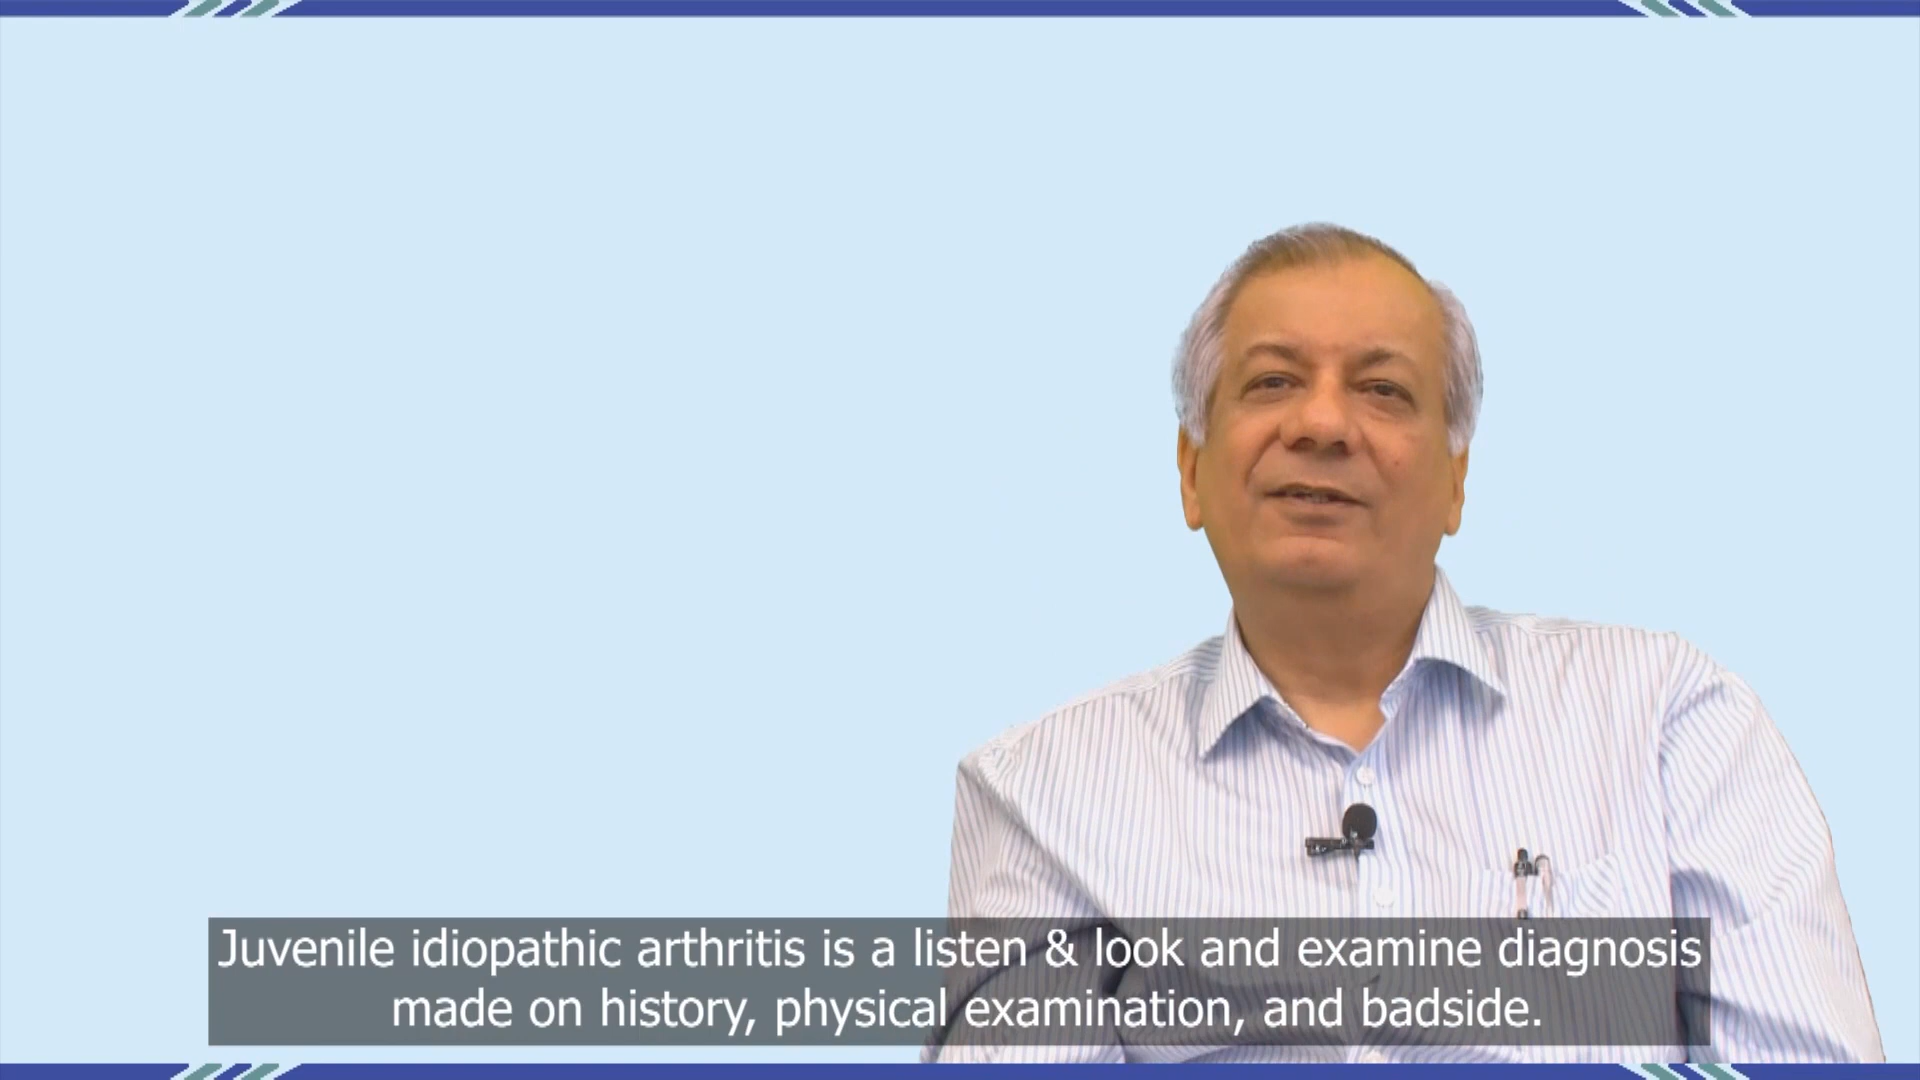 Juvenile idiopathic arthritis is a listen & look and examine diagnosis
made on history, physical examination, and badside.